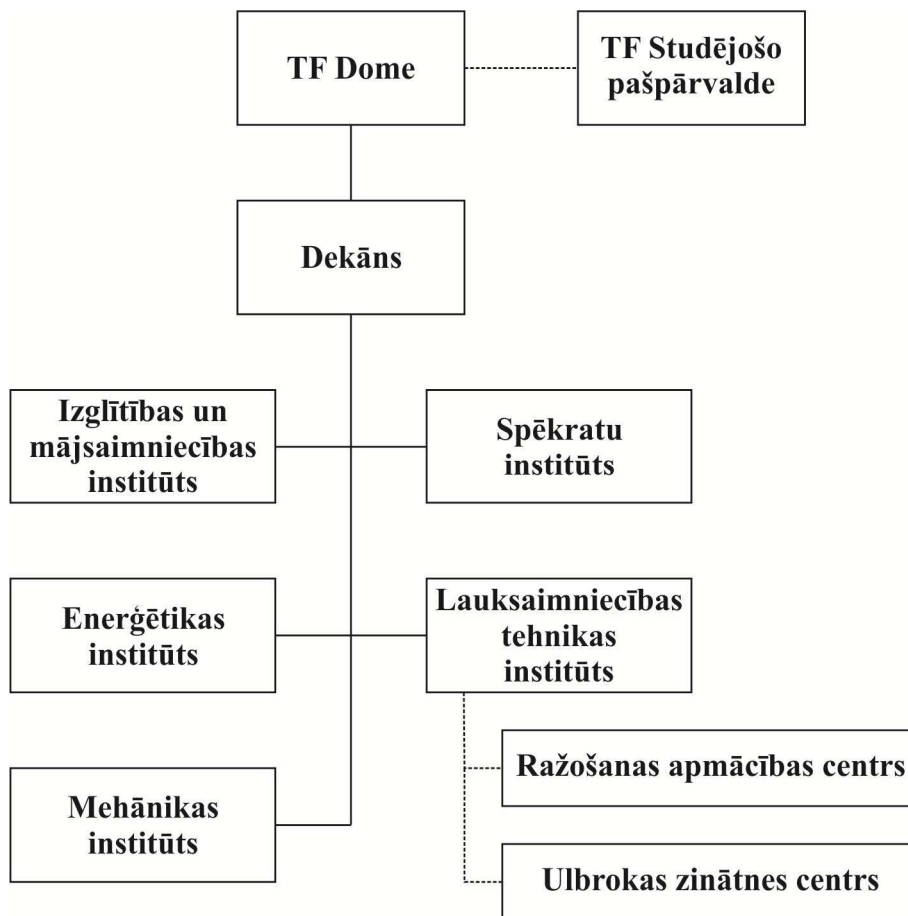 TF Dome
TF Studējošo
pašpārvalde
Dekāns
Izglītības un
mājsaimniecības
institūts
Spēkratu
institūts
Enerģētikas
institūts
Lauksaimniecības
tehnikas
institūts
Ražošanas apmācības centrs
Mehānikas
institūts
Ulbrokas zinātnes centrs